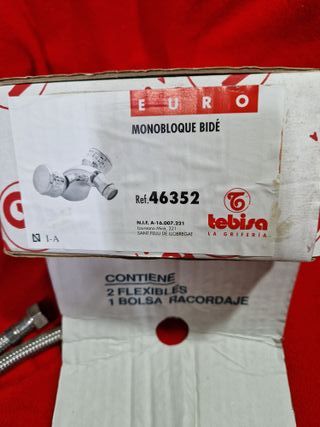 EURO
MONOBLOQUE BIDÉ
Ref. 46352
N.I.F. A-16.007.221
SANT FELIU DE LLOBREGAT
tebisa
LA GRIFERIA
N I-A
CONTIENE
2 FLEXIBLES
1 BOLSA RACORDAJE